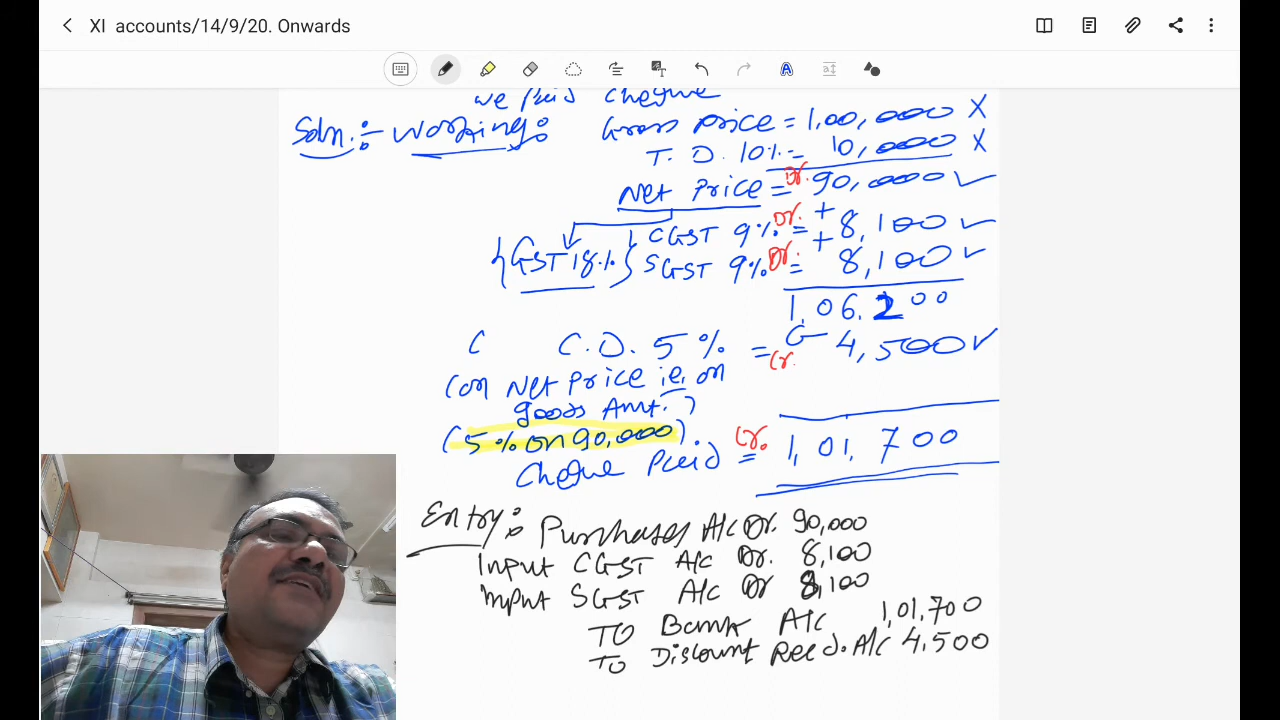 XI accounts/14/9/20. Onwards
we paid cheque
Soln. :- Working: Gross Price = 1,00,000 X
T. D. 10% = 10,000 X
Net Price = Dr. 90,000 ✓
CGST 9% = Dr. + 8,100 ✓
{GST 18%} SGST 9% = Dr. + 8,100 ✓
1,06,200
C C.D. 5% = Cr. (- 4,500 ✓
(on Net Price i.e. on
goods Amt.)
(5% on 90,000).
Cheque Paid = Cr. 1,01,700
Entry: Purchases A/c Dr. 90,000
Input CGST A/c Dr. 8,100
Input SGST A/c Dr 8,100
TO Bank A/c 1,01,700
To Discount Recd. A/c 4,500